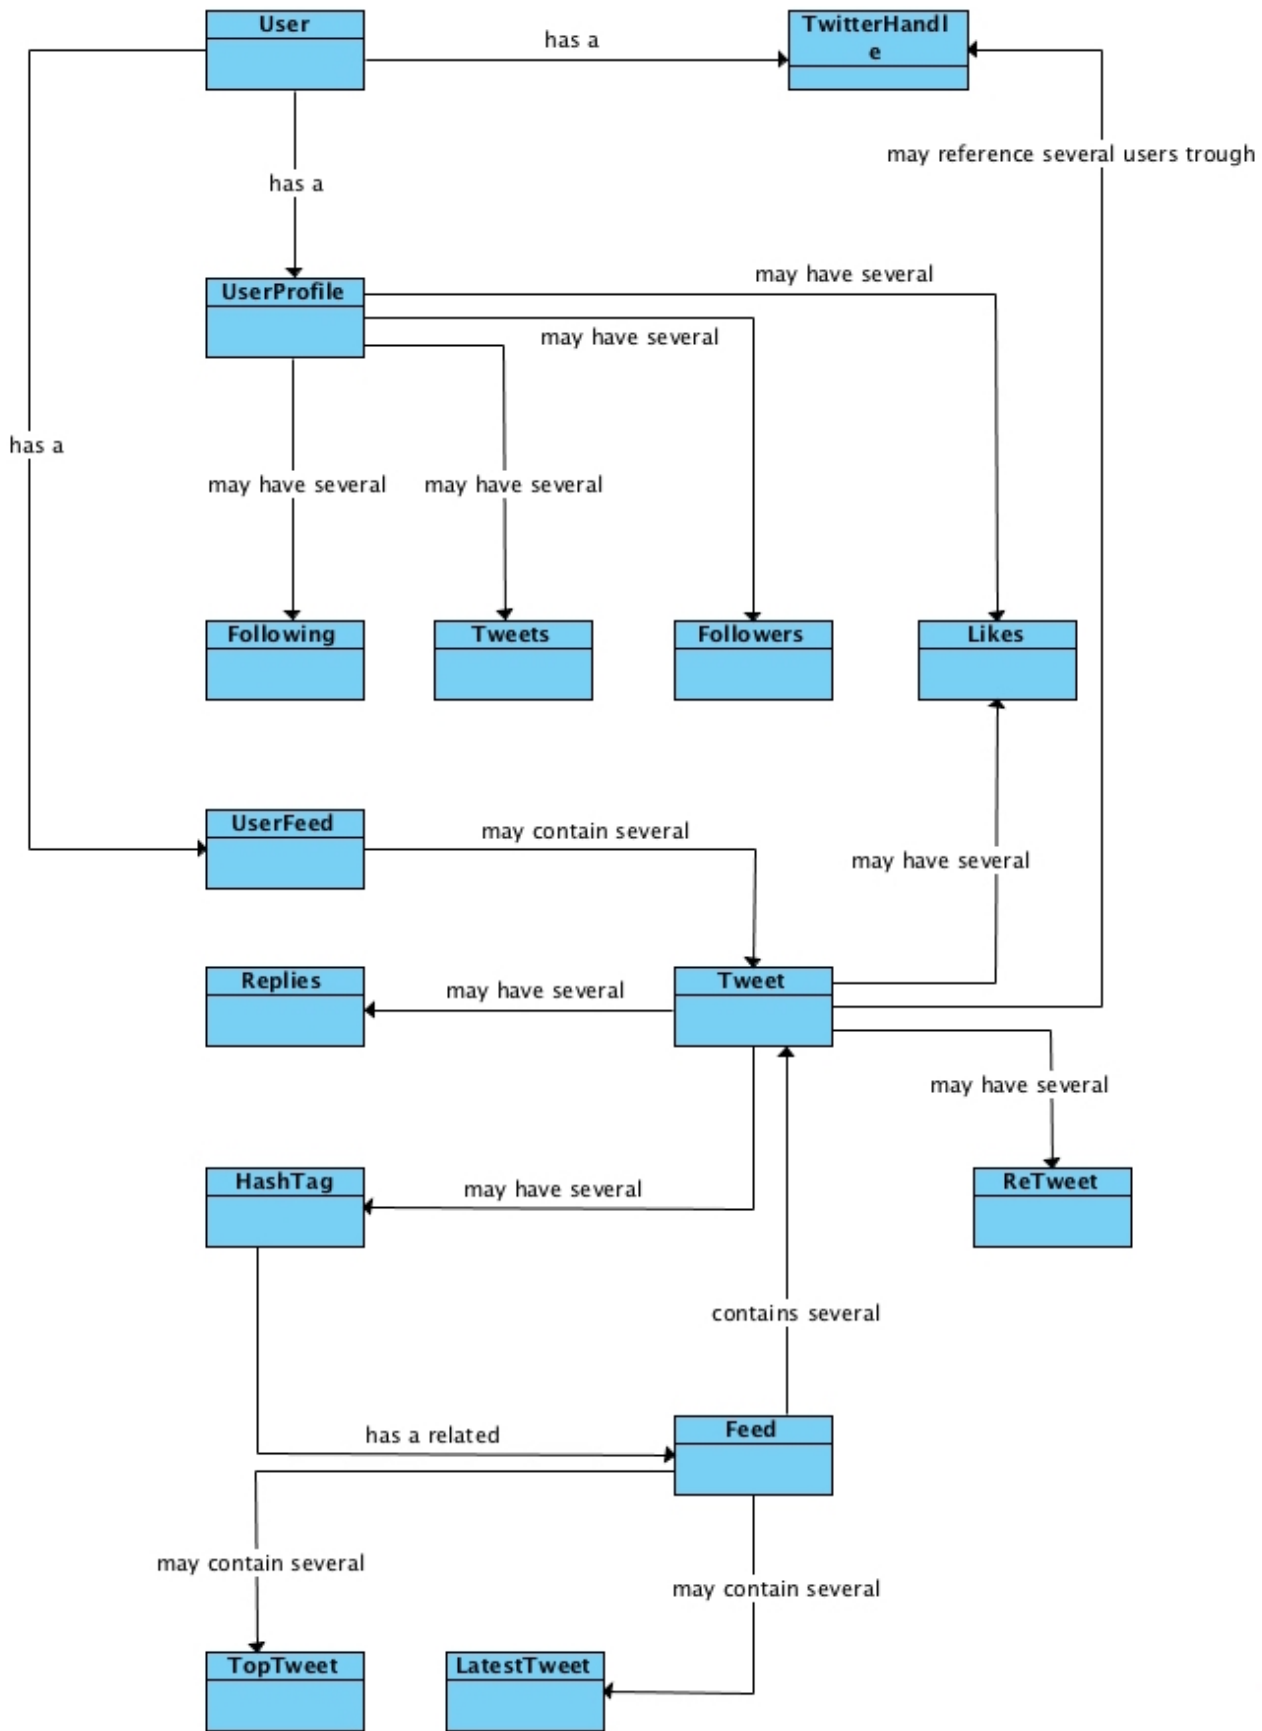 User
TwitterHandl
e
has a
may reference several users trough
has a
may have several
UserProfile
may have several
has a
may have several
may have several
Following
Tweets
Followers
Likes
UserFeed
may contain several
may have several
Replies
may have several
Tweet
may have several
HashTag
may have several
ReTweet
contains several
has a related
Feed
may contain several
may contain several
TopTweet
LatestTweet